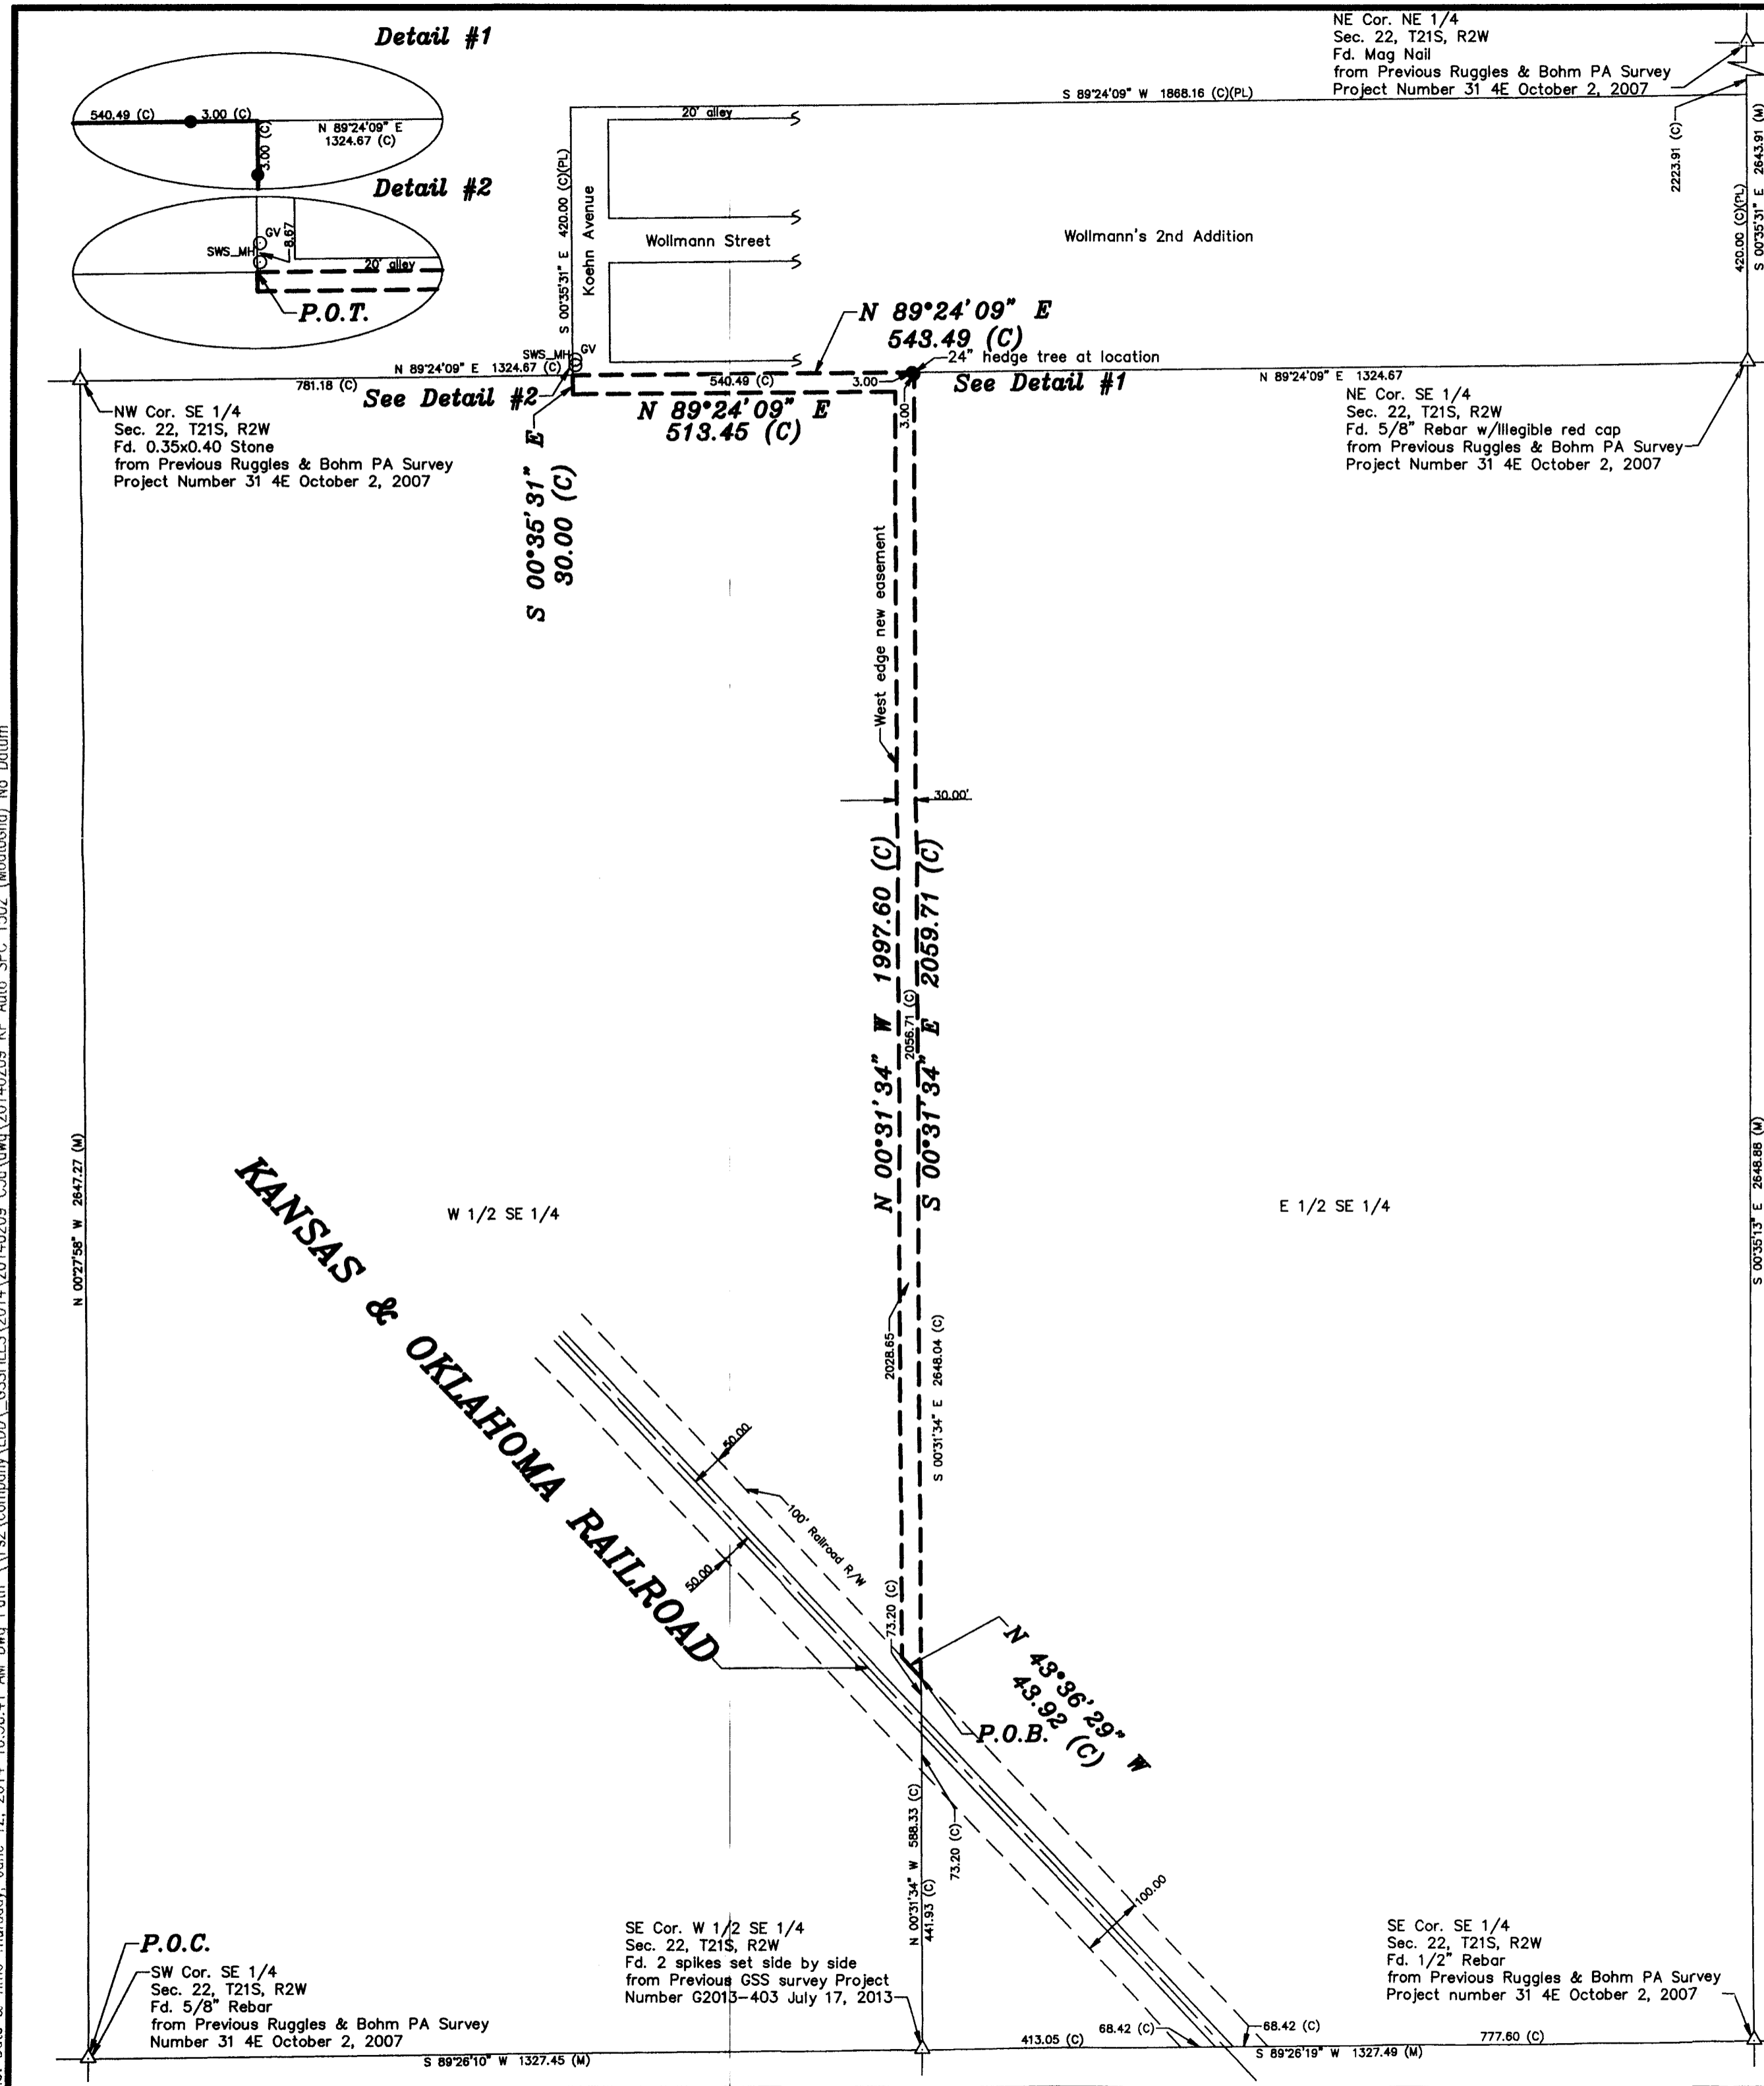 Detail #1
540.49 (C)
3.00 (C)
N 89°24'09" E
1324.67 (C)
3.00 (C)
Detail #2
GV
SWS_MH
8.67
20' alley
P.O.T.
NE Cor. NE 1/4
Sec. 22, T21S, R2W
Fd. Mag Nail
from Previous Ruggles & Bohm PA Survey
Project Number 31 4E October 2, 2007
S 89°24'09" W 1868.16 (C)(PL)
20' alley
S 00°35'31" E 420.00 (C)(PL)
Koehn Avenue
Wollmann Street
Wollmann's 2nd Addition
2223.91 (C)
420.00 (C)(PL)
S 00°35'31" E 2643.91 (M)
N 89°24'09" E
543.49 (C)
24" hedge tree at location
SWS_MH
GV
N 89°24'09" E 1324.67 (C)
781.18 (C)
See Detail #2
540.49 (C)
3.00
See Detail #1
N 89°24'09" E 1324.67
N 89°24'09" E
513.45 (C)
3.00
NW Cor. SE 1/4
Sec. 22, T21S, R2W
Fd. 0.35x0.40 Stone
from Previous Ruggles & Bohm PA Survey
Project Number 31 4E October 2, 2007
NE Cor. SE 1/4
Sec. 22, T21S, R2W
Fd. 5/8" Rebar w/Illegible red cap
from Previous Ruggles & Bohm PA Survey
Project Number 31 4E October 2, 2007
S 00°35'31" E
30.00 (C)
West edge new easement
30.00'
N 00°31'34" W 1997.60 (C)
2056.71 (C)
S 00°31'34" E 2059.71 (C)
N 00°27'58" W 2647.27 (M)
W 1/2 SE 1/4
E 1/2 SE 1/4
S 00°35'13" E 2648.88 (M)
KANSAS & OKLAHOMA RAILROAD
2028.65
S 00°31'34" E 2648.04 (C)
50.00
100' Railroad R/W
50.00
73.20 (C)
N 43°36'29" W
43.92 (C)
P.O.B.
N 00°31'34" W 588.33 (C)
441.93 (C)
73.20 (C)
100.00
P.O.C.
SW Cor. SE 1/4
Sec. 22, T21S, R2W
Fd. 5/8" Rebar
from Previous Ruggles & Bohm PA Survey
Number 31 4E October 2, 2007
SE Cor. W 1/2 SE 1/4
Sec. 22, T21S, R2W
Fd. 2 spikes set side by side
from Previous GSS survey Project
Number G2013-403 July 17, 2013
SE Cor. SE 1/4
Sec. 22, T21S, R2W
Fd. 1/2" Rebar
from Previous Ruggles & Bohm PA Survey
Project number 31 4E October 2, 2007
S 89°26'10" W 1327.45 (M)
413.05 (C)
68.42 (C)
68.42 (C)
S 89°26'19" W 1327.49 (M)
777.60 (C)